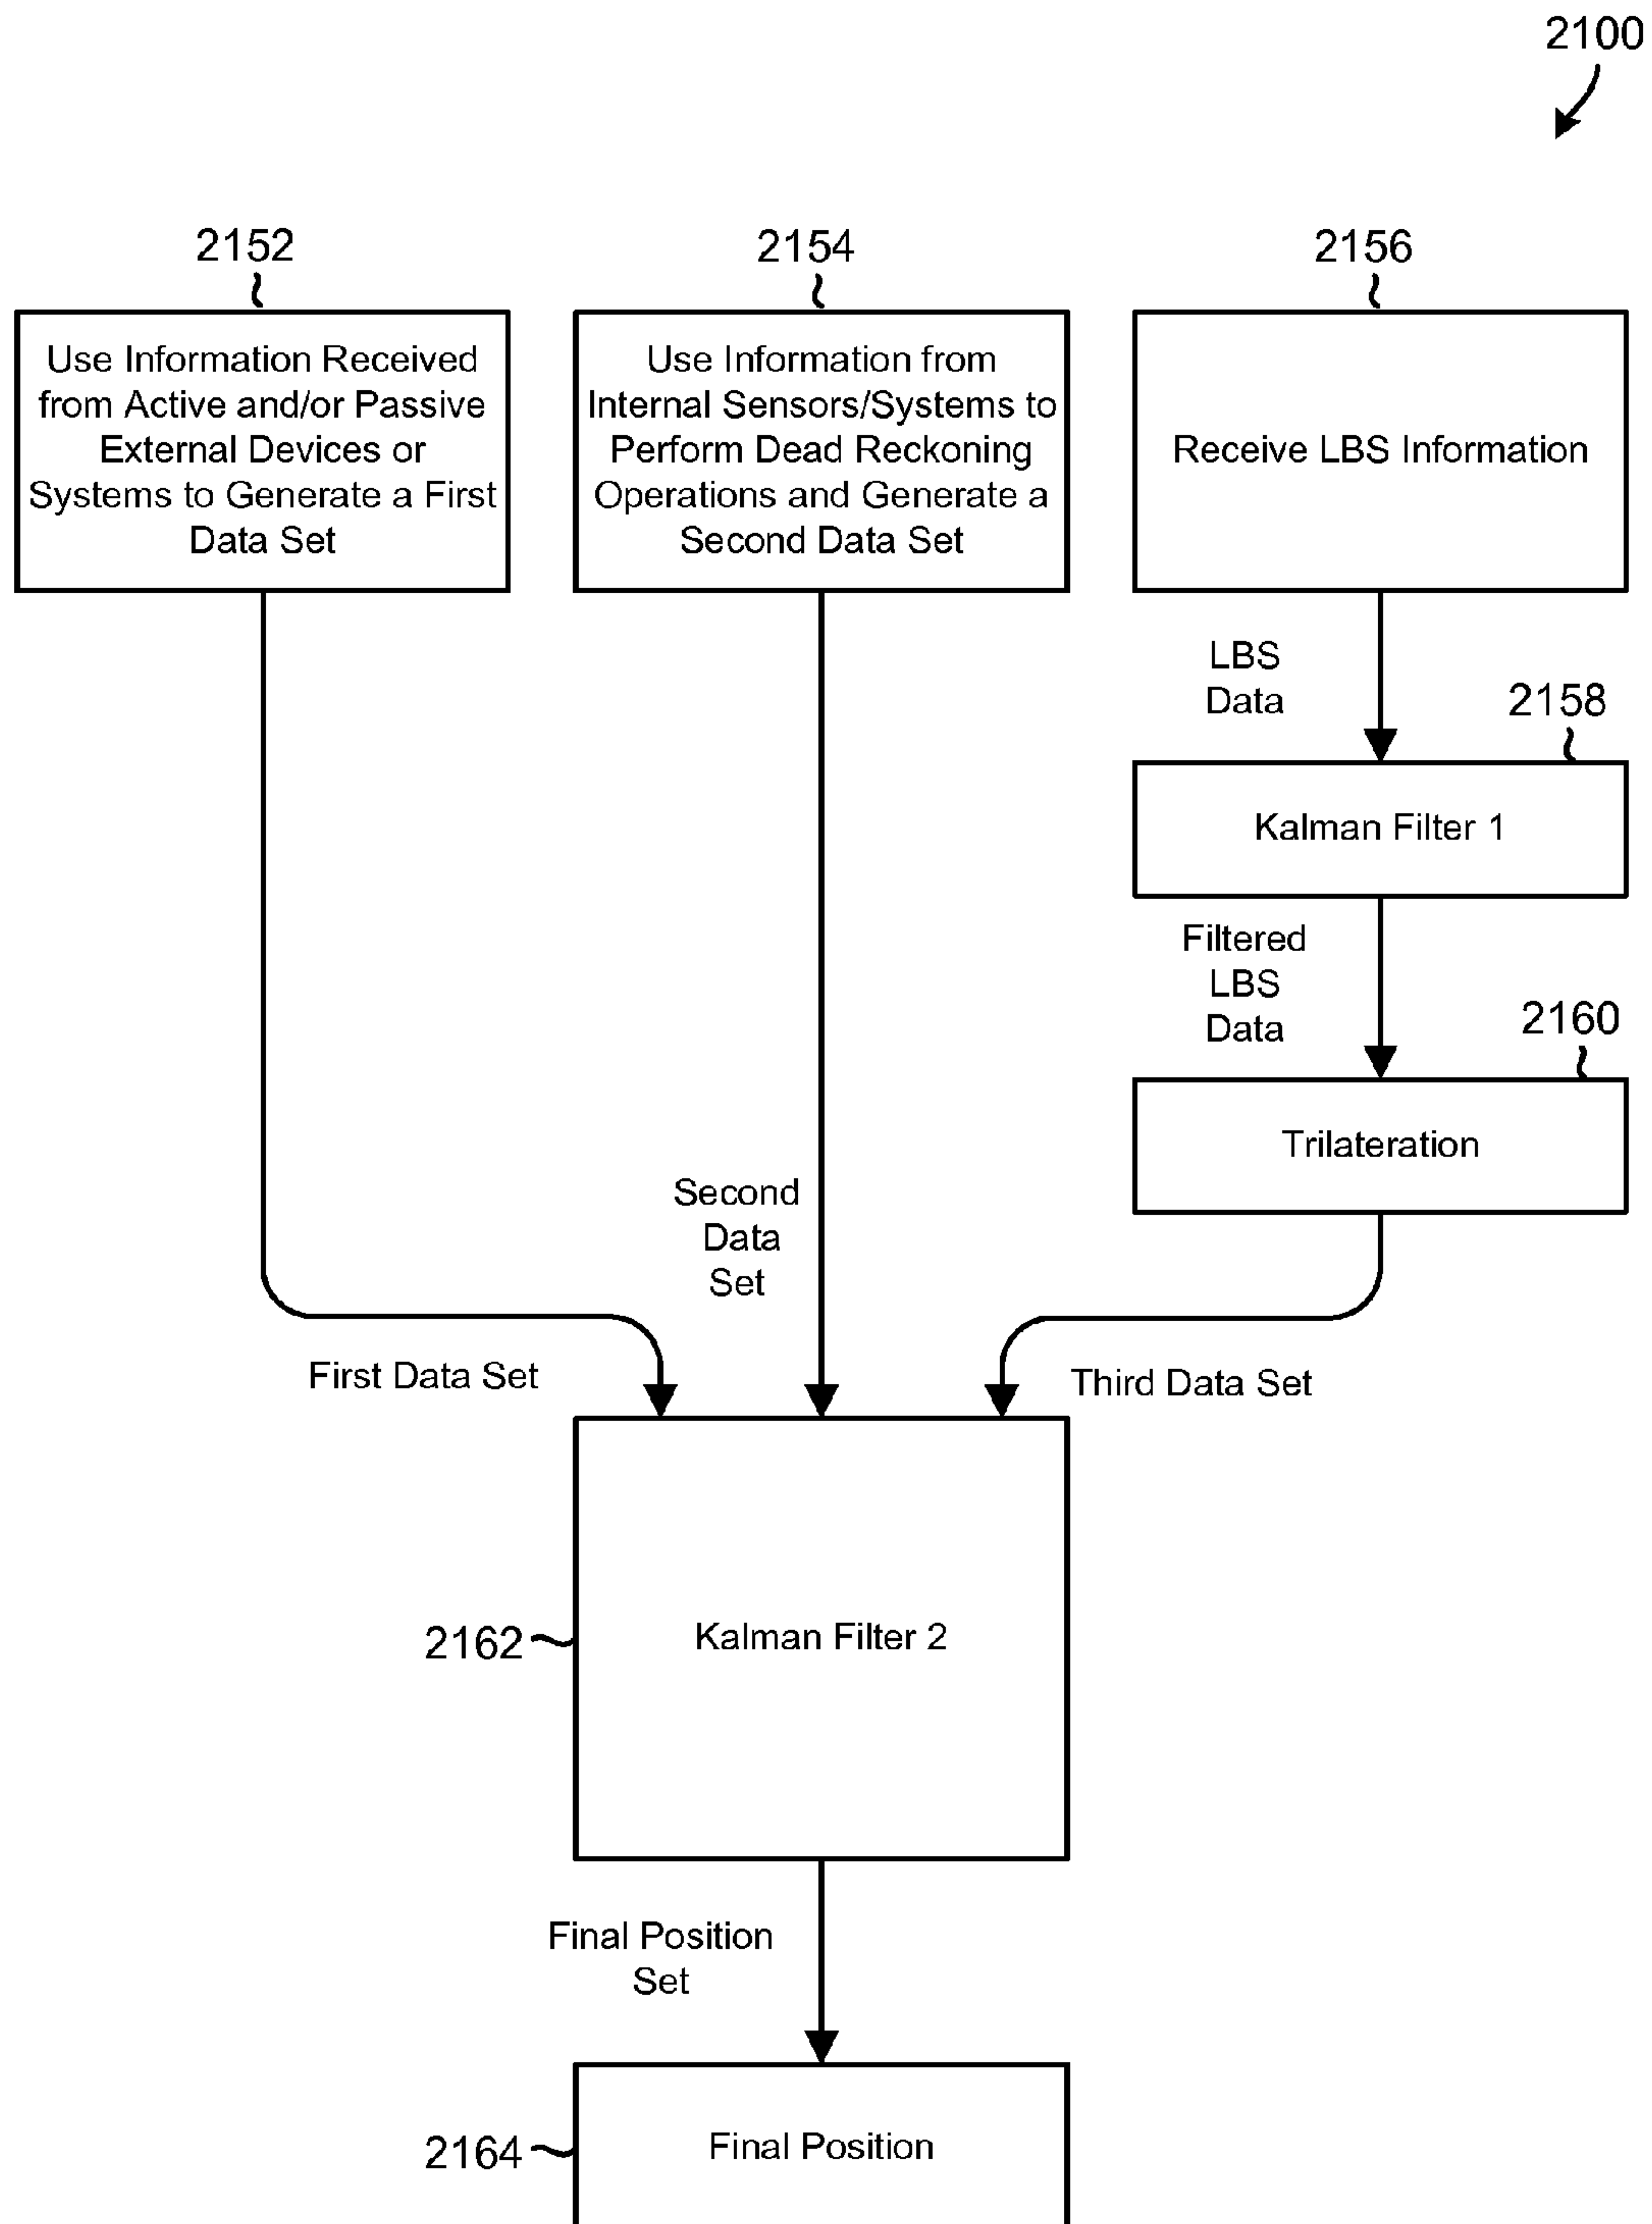 2100
2152
2154
2156
Use Information Received
from Active and/or Passive
External Devices or
Systems to Generate a First
Data Set
Use Information from
Internal Sensors/Systems to
Perform Dead Reckoning
Operations and Generate a
Second Data Set
Receive LBS Information
LBS
Data
2158
Kalman Filter 1
Filtered
LBS
Data
2160
Trilateration
Second
Data
Set
First Data Set
Third Data Set
2162
Kalman Filter 2
Final Position
Set
2164
Final Position